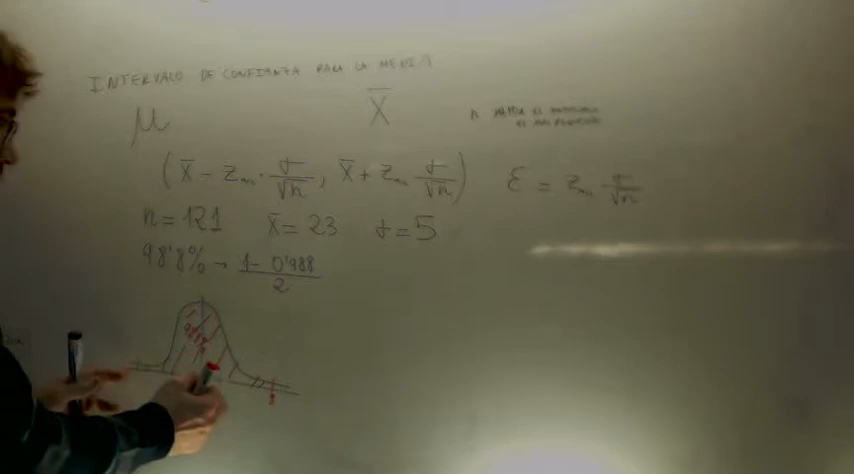 INTERVALO DE CONFIANZA PARA LA MEDIA
μ X̄
(X̄ - Z · σ/√n, X̄ + Z σ/√n) ε = Z σ/√n
n = 121 X̄ = 23 σ = 5
98'8% → 1 - 0'988 / 2